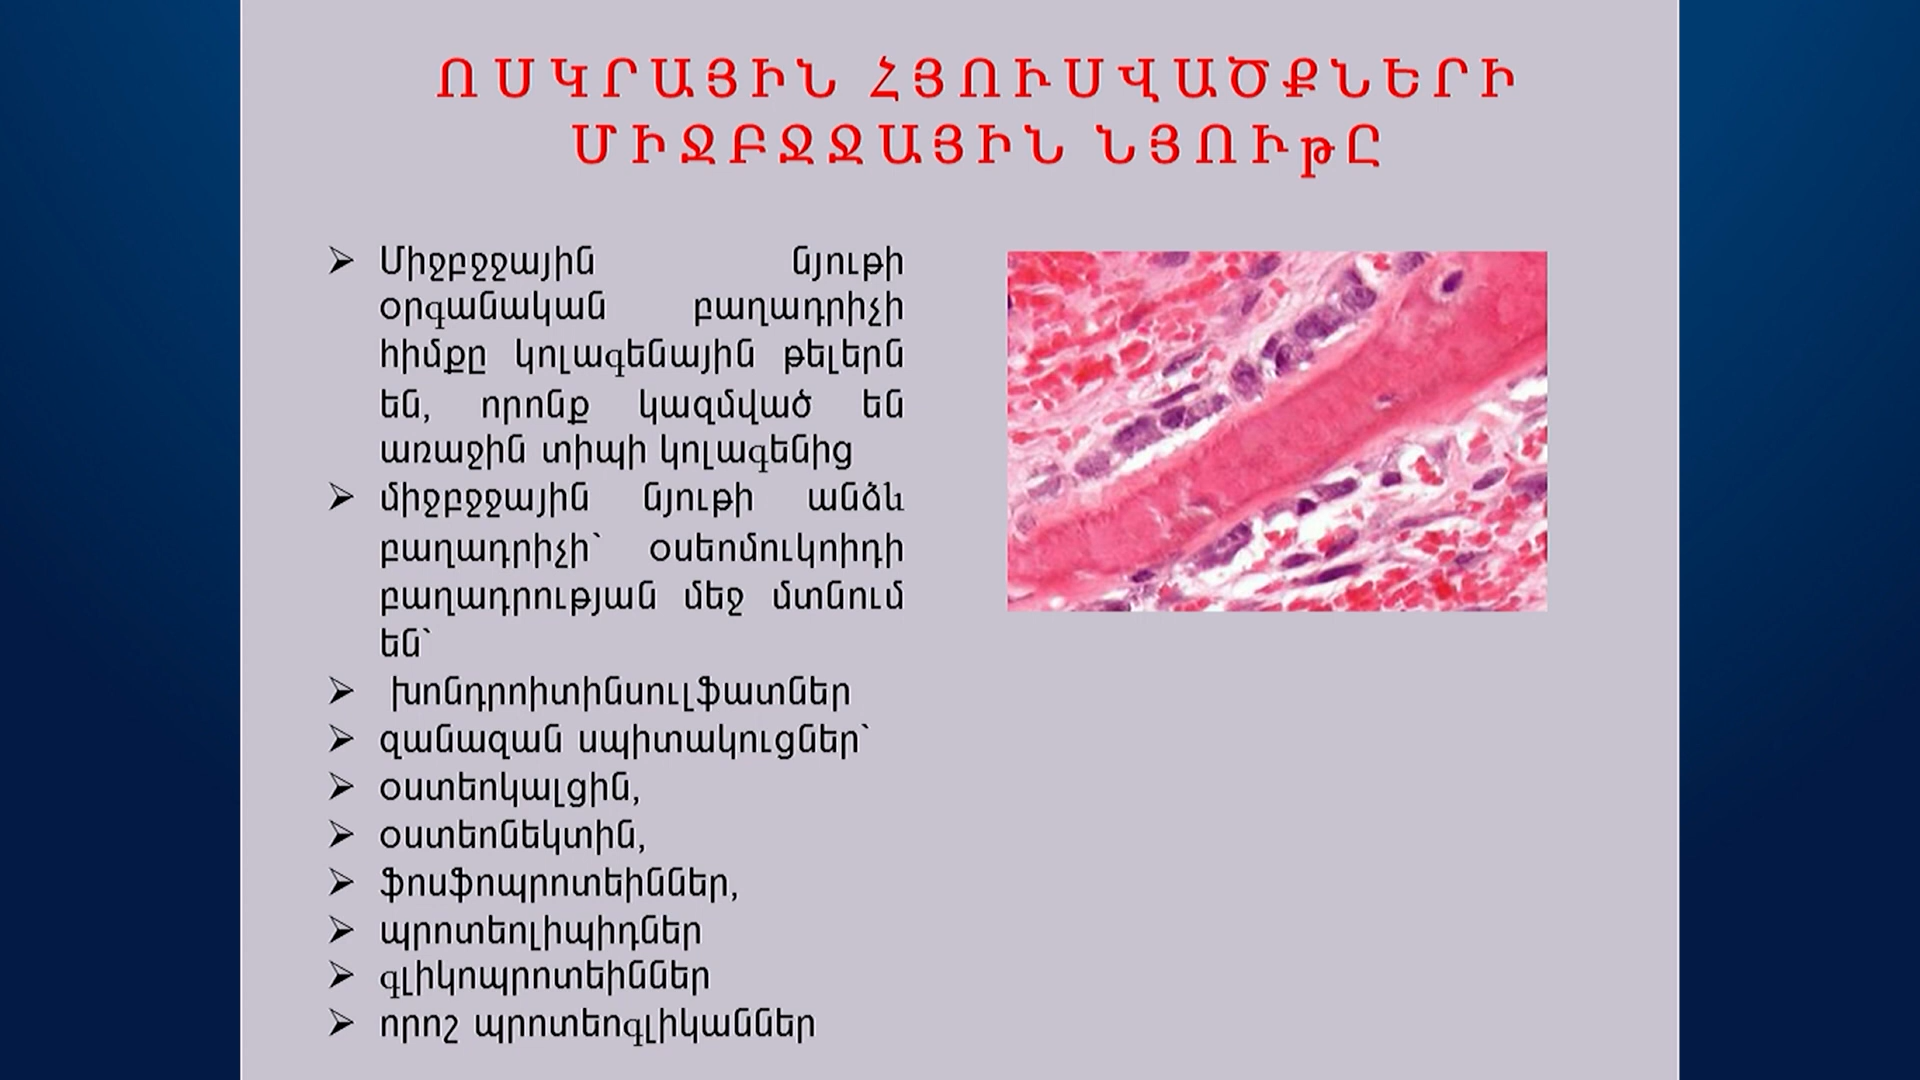 ՈՍԿՐԱՅԻՆ ՀՅՈՒՍՎԱԾՔՆԵՐԻ
ՄԻՋԲՋՋԱՅԻՆ ՆՅՈՒթԸ
Միջբջջային նյութի
օրգանական բաղադրիչի
հիմքը կոլագենային թելերն
են, որոնք կազմված են
առաջին տիպի կոլագենից
միջբջջային նյութի անձև
բաղադրիչի՝ օսեոմուկոիդի
բաղադրության մեջ մտնում
են՝
խոնդրոիտինսուլֆատներ
զանազան սպիտակուցներ՝
օստեոկալցին,
օստեոնեկտին,
ֆոսֆոպրոտեիններ,
պրոտեոլիպիդներ
գլիկոպրոտեիններ
որոշ պրոտեոգլիկաններ